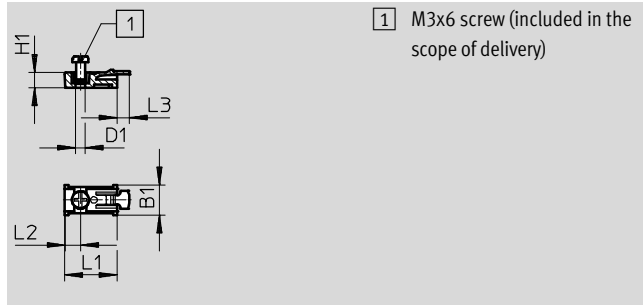 1
H1
L3
D1
B1
L2
L1
1 M3x6 screw (included in the
scope of delivery)